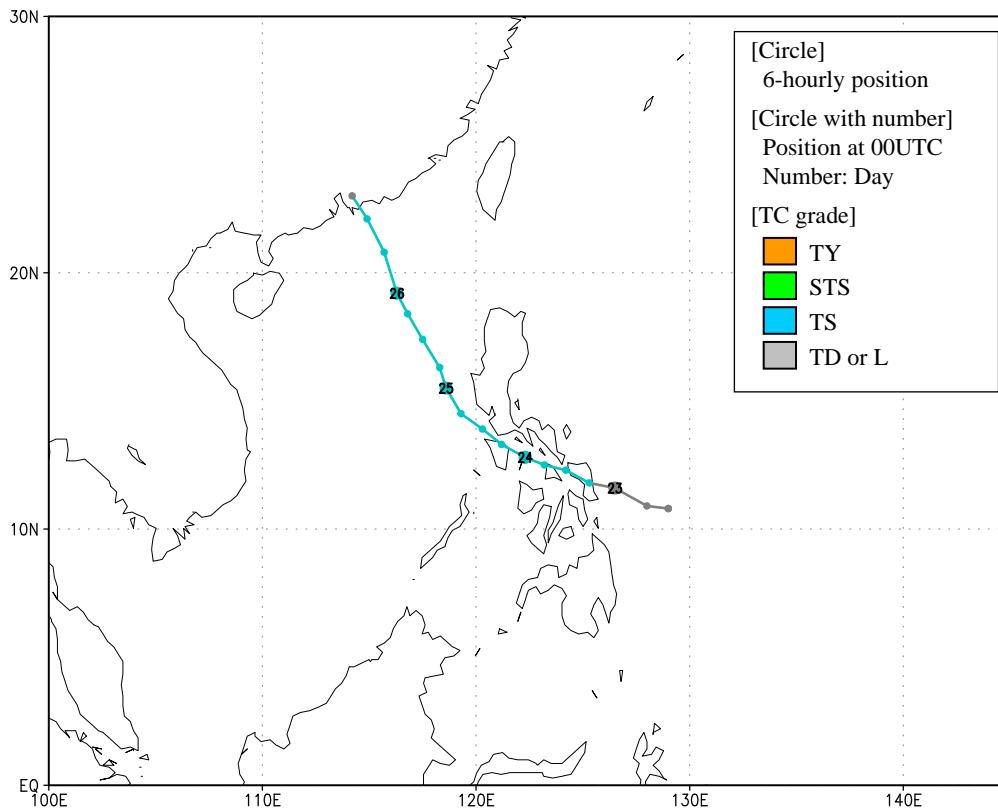 30N
[Circle]
6-hourly position
[Circle with number]
Position at 00UTC
Number: Day
[TC grade]
TY
STS
TS
TD or L
20N
26
25
24
23
10N
EQ
100E 110E 120E 130E 140E